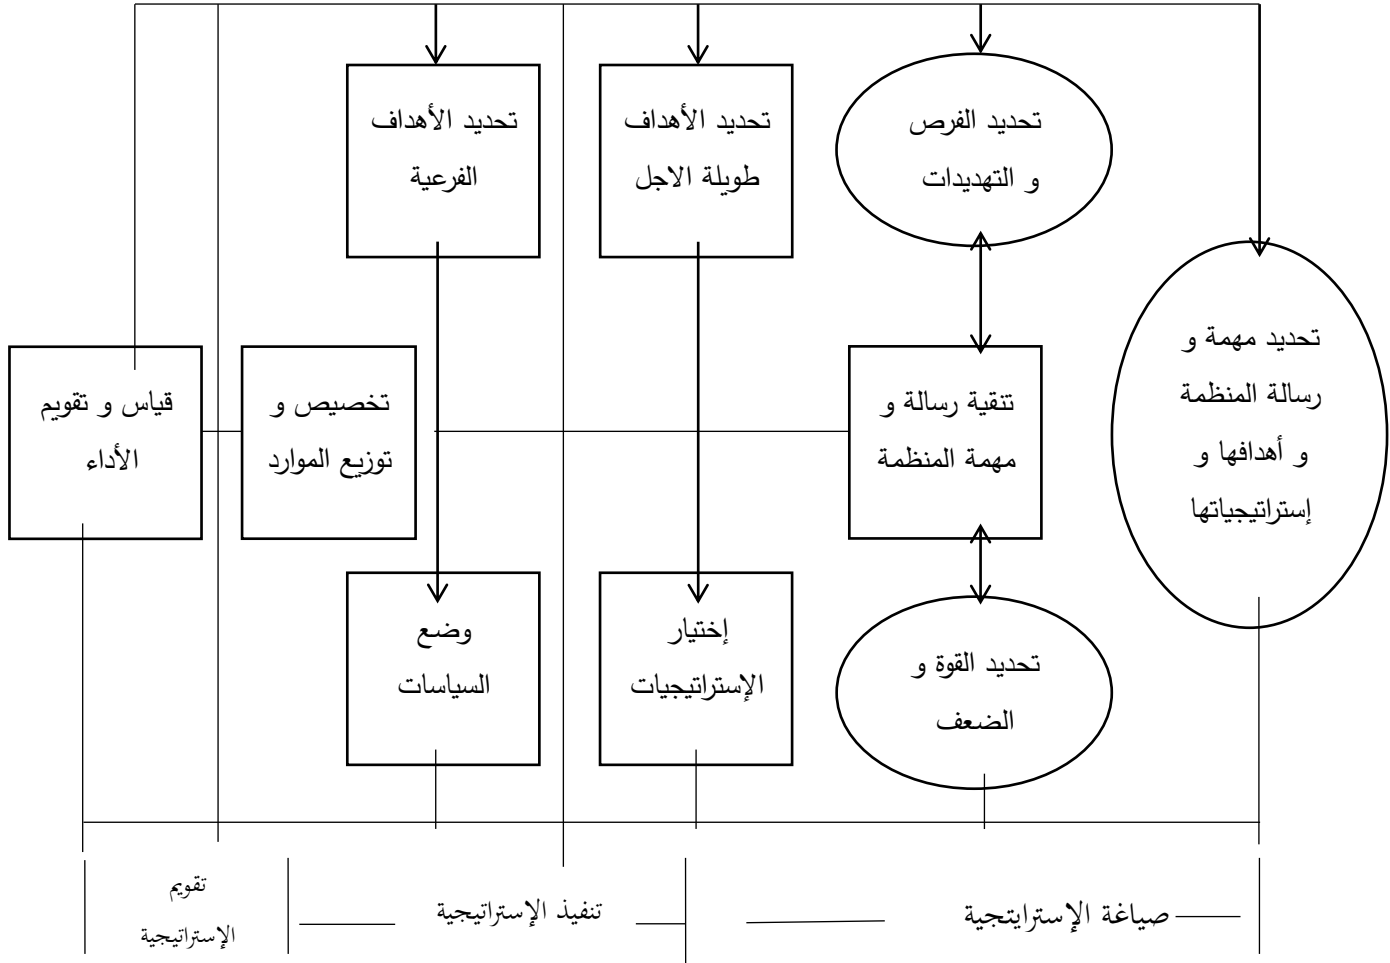 تحديد الأهداف
الفرعية
تحديد الأهداف
طويلة الاجل
تحديد الفرص
و التهديدات
تحديد مهمة و
رسالة المنظمة
و أهدافها و
إستراتيجياتها
تنقية رسالة و
مهمة المنظمة
تخصيص و
توزيع الموارد
قياس و تقويم
الأداء
وضع
السياسات
إختيار
الإستراتيجيات
تحديد القوة و
الضعف
صياغة الإسترايتجية
تنفيذ الإستراتيجية
تقويم
الإستراتيجية